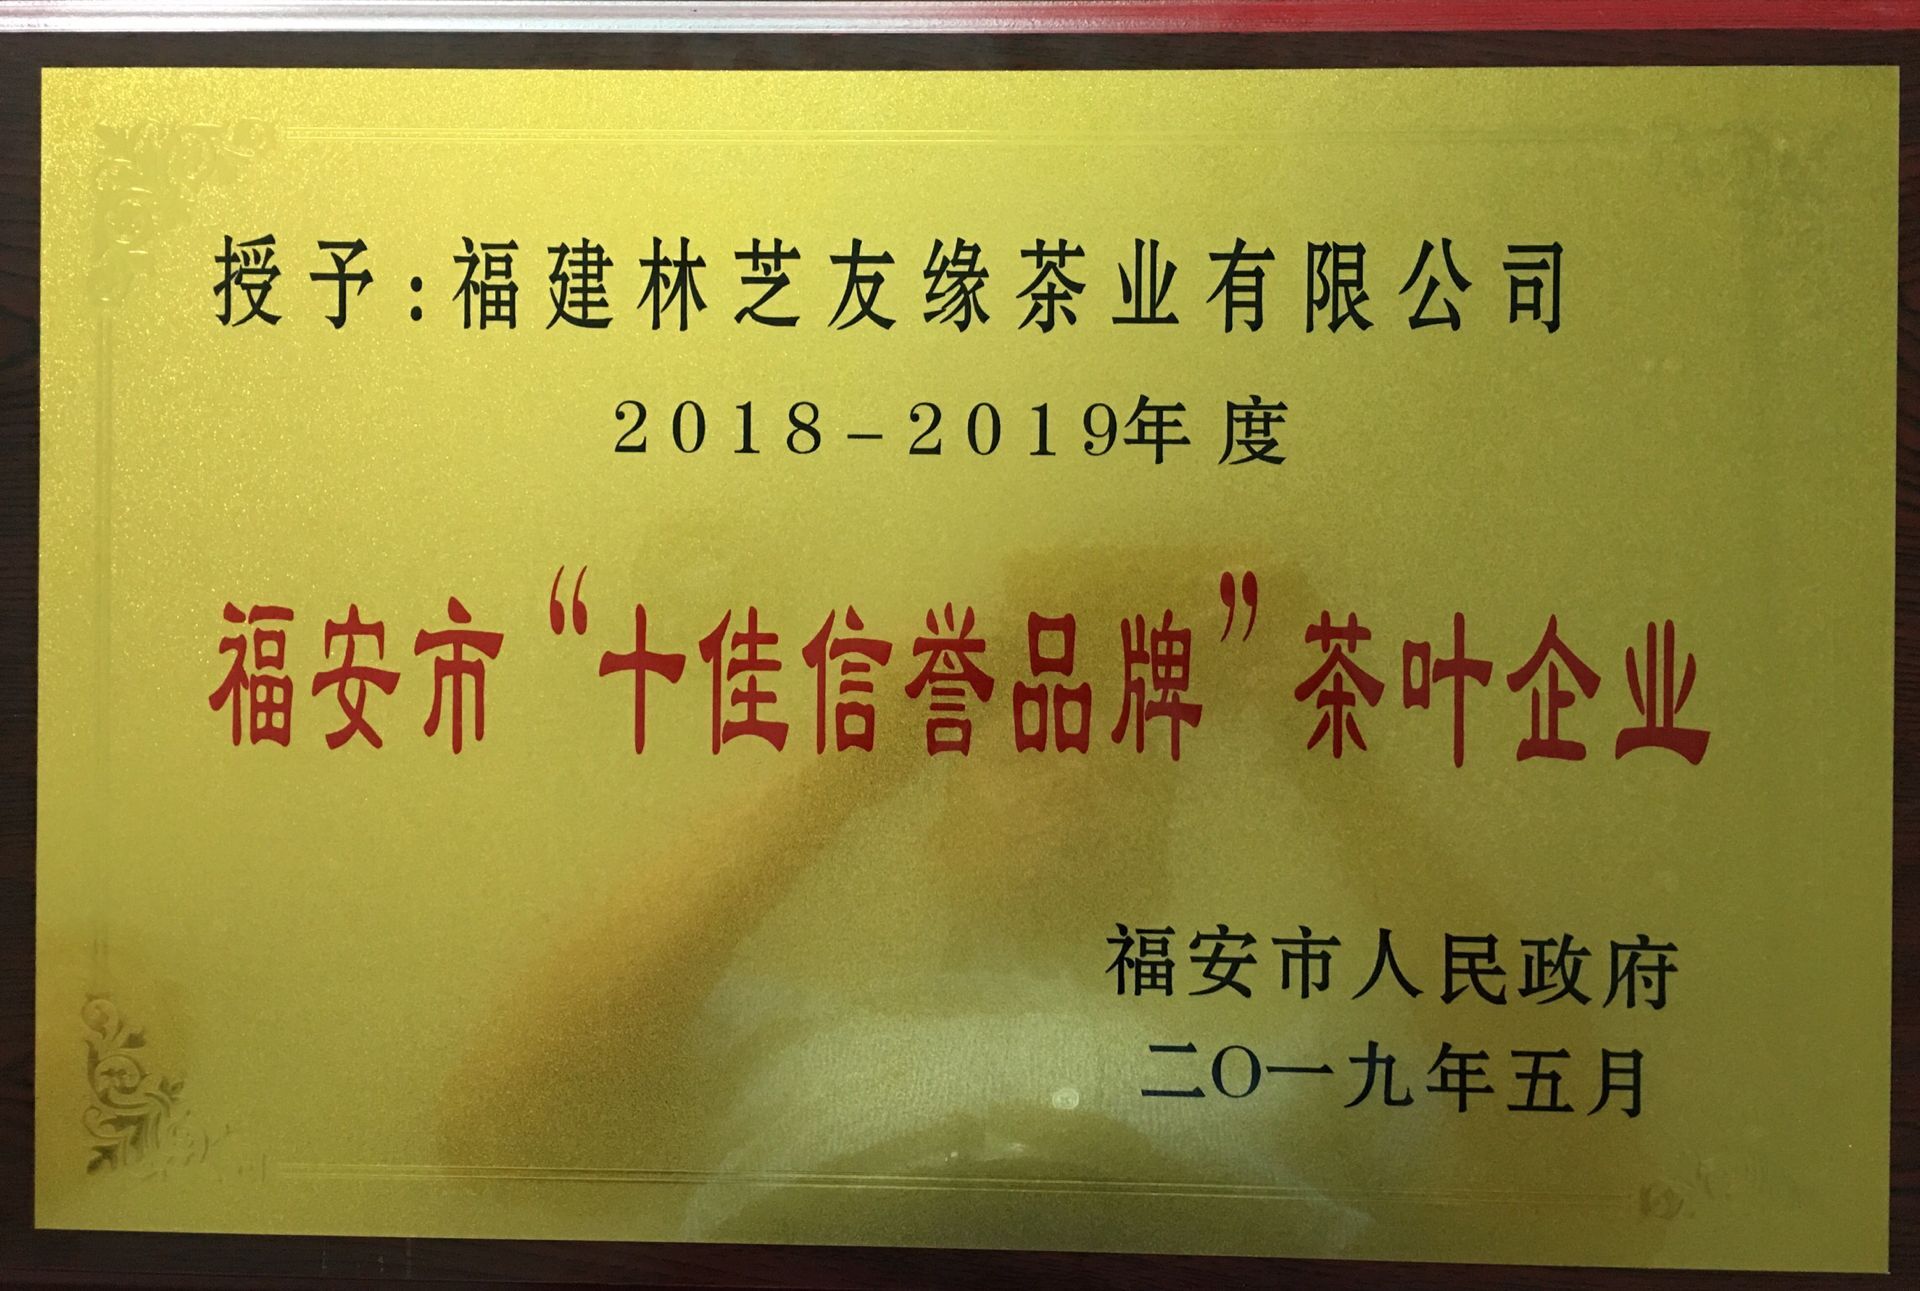 授予：福建林芝友缘茶业有限公司
2018-2019年度
福安市“十佳信誉品牌”茶叶企业
福安市人民政府
二〇一九年五月